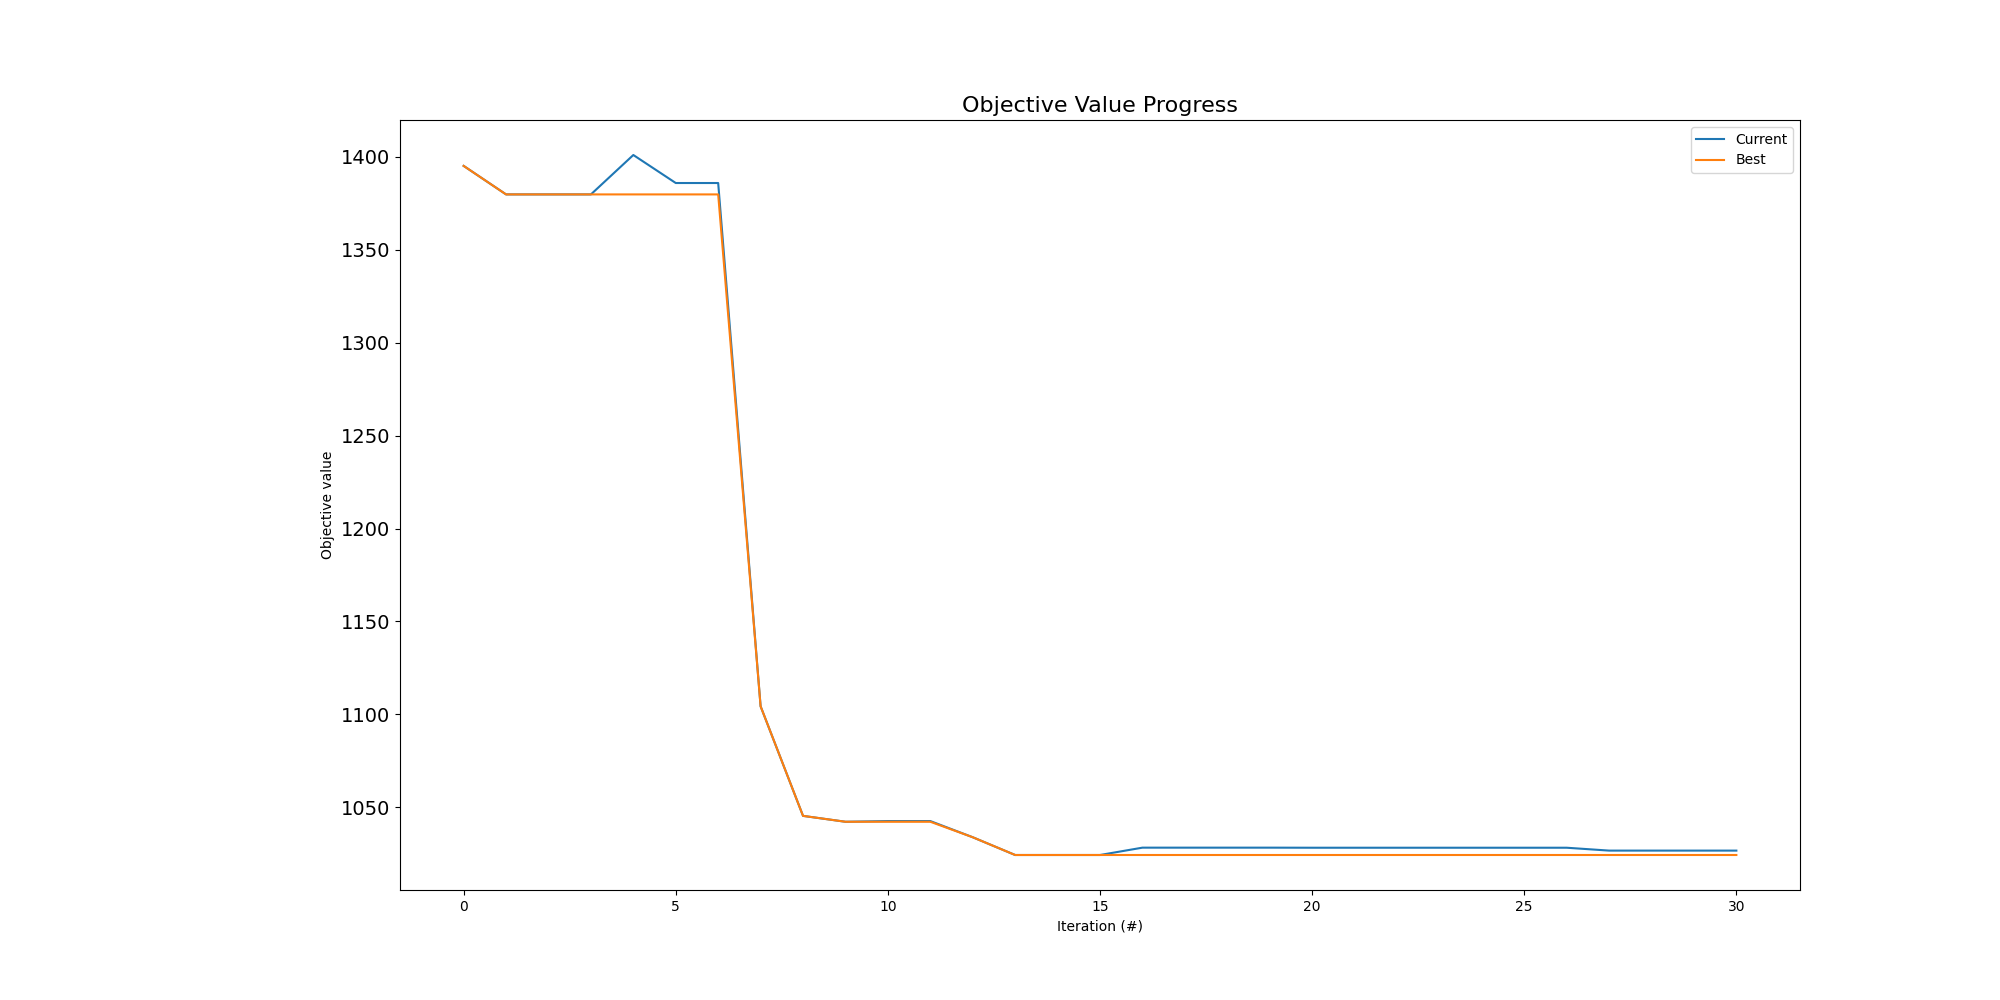 Objective Value Progress
Current
Best
1400
1350
1300
1250
1200
1150
1100
1050
Objective value
0 5 10 15 20 25 30
Iteration (#)